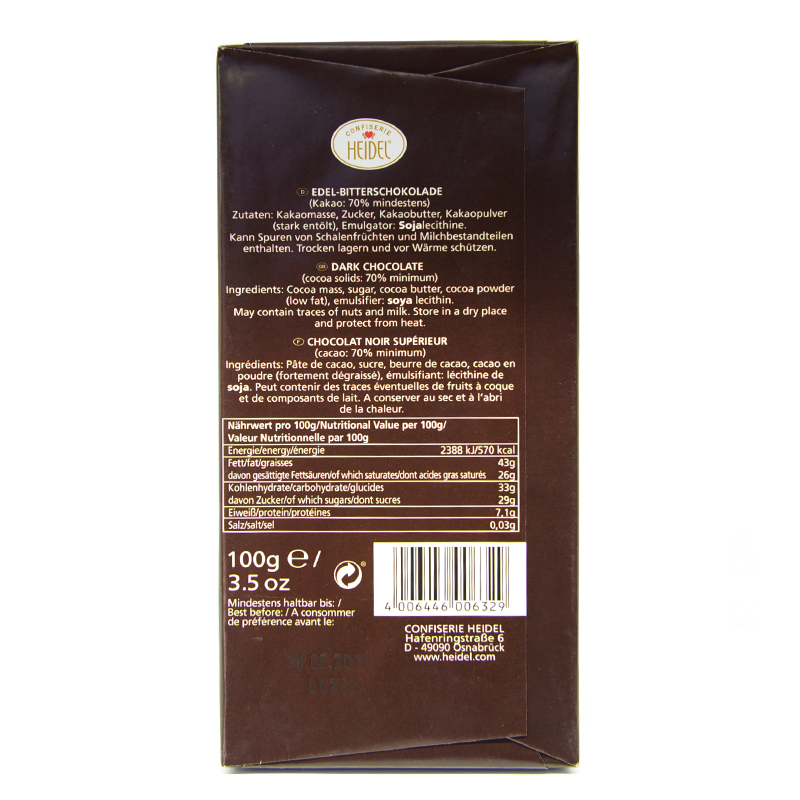 CONFISERIE
HEIDEL
D EDEL-BITTERSCHOKOLADE
(Kakao: 70% mindestens)
Zutaten: Kakaomasse, Zucker, Kakaobutter, Kakaopulver
(stark entölt), Emulgator: Sojalecithine.
Kann Spuren von Schalenfrüchten und Milchbestandteilen
enthalten. Trocken lagern und vor Wärme schützen.
GB DARK CHOCOLATE
(cocoa solids: 70% minimum)
Ingredients: Cocoa mass, sugar, cocoa butter, cocoa powder
(low fat), emulsifier: soya lecithin.
May contain traces of nuts and milk. Store in a dry place
and protect from heat.
F CHOCOLAT NOIR SUPÉRIEUR
(cacao: 70% minimum)
Ingrédients: Pâte de cacao, sucre, beurre de cacao, cacao en
poudre (fortement dégraissé), émulsifiant: lécithine de
soja. Peut contenir des traces éventuelles de fruits à coque
et de composants de lait. A conserver au sec et à l'abri
de la chaleur.
Nährwert pro 100g/Nutritional Value per 100g/
Valeur Nutritionnelle par 100g
Energie/energy/énergie 2388 kJ/570 kcal
Fett/fat/graisses 43g
davon gesättigte Fettsäuren/of which saturates/dont acides gras saturés 26g
Kohlenhydrate/carbohydrate/glucides 33g
davon Zucker/of which sugars/dont sucres 29g
Eiweiß/protein/protéines 7,1g
Salz/salt/sel 0,03g
100g ℮ /
3.5 oz
Mindestens haltbar bis: /
Best before: / A consommer
de préférence avant le:
4 006446 006329
CONFISERIE HEIDEL
Hafenringstraße 6
D - 49090 Osnabrück
www.heidel.com